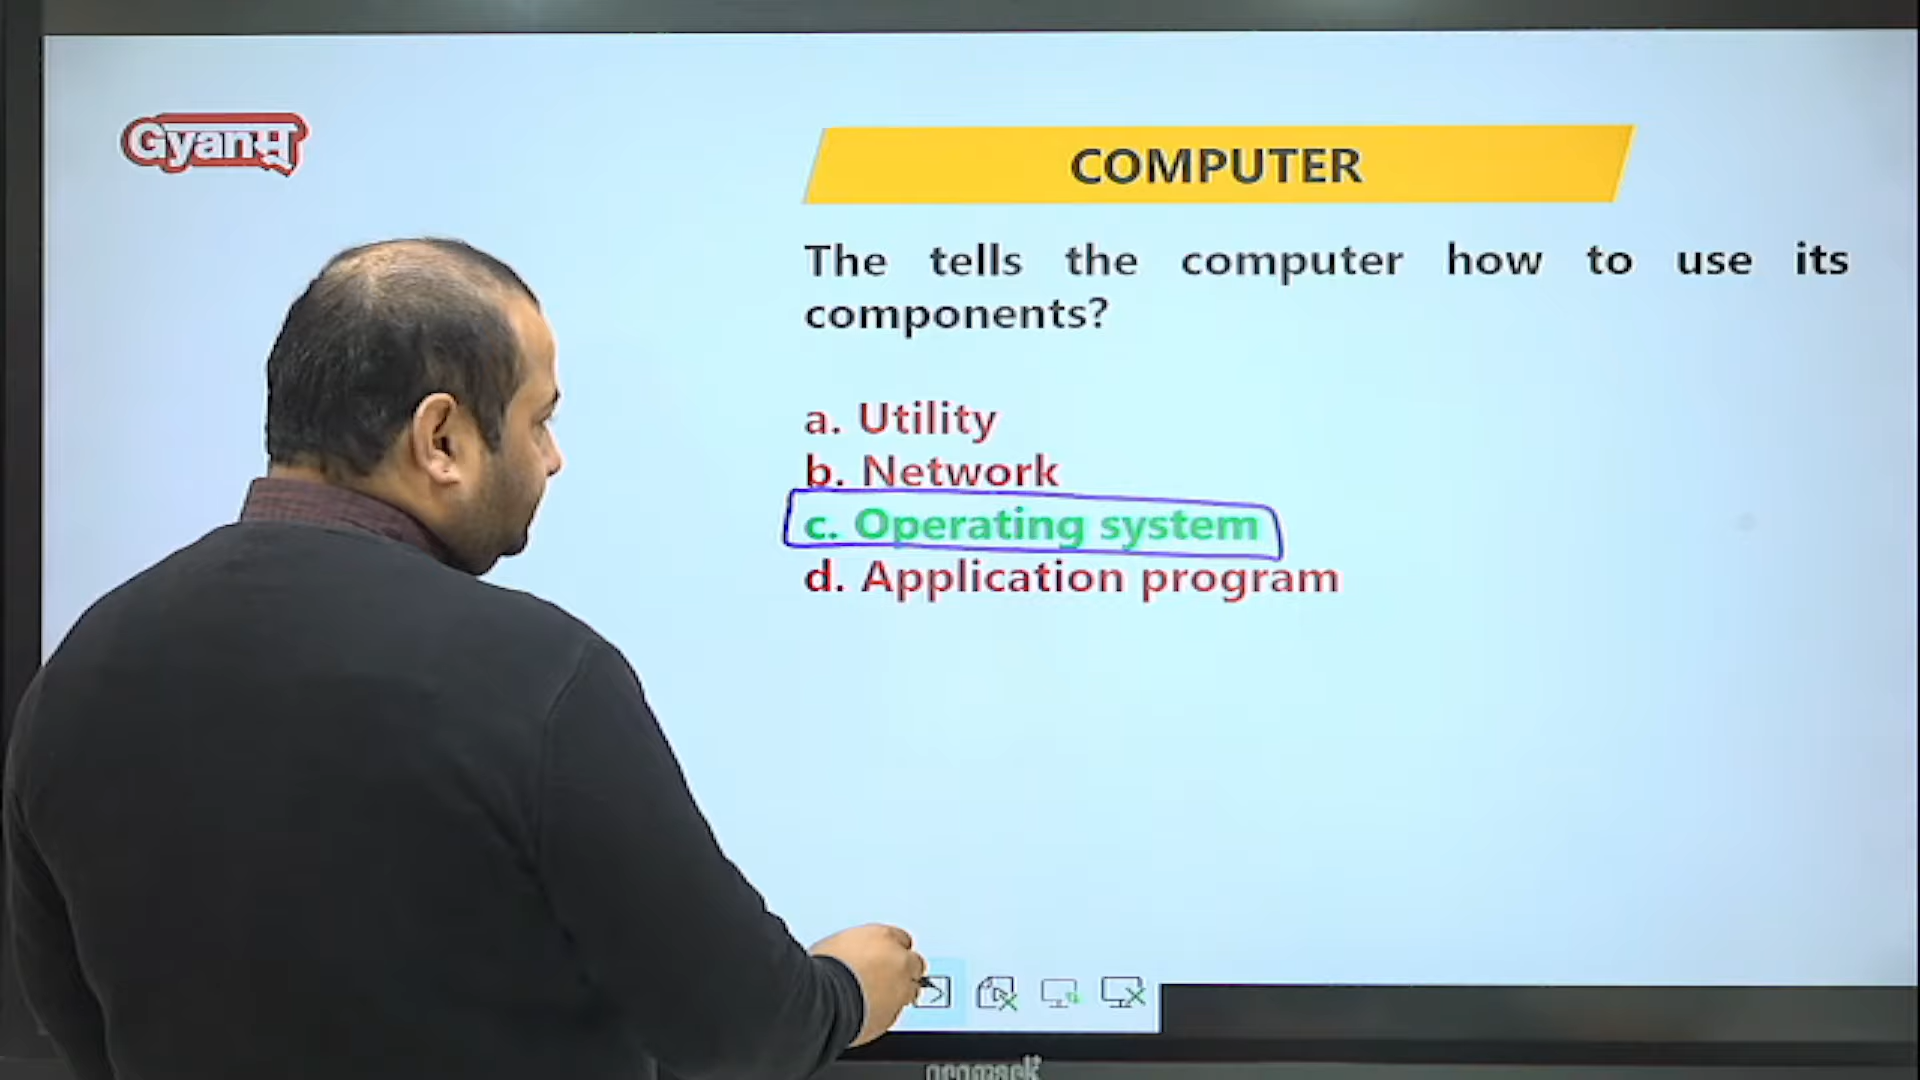 Gyanम्
COMPUTER
The tells the computer how to use its
components?
a. Utility
b. Network
c. Operating system
d. Application program